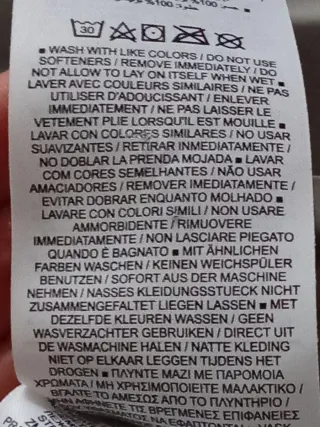 100%
100%
30
▪ WASH WITH LIKE COLORS / DO NOT USE
SOFTENERS / REMOVE IMMEDIATELY / DO
NOT ALLOW TO LAY ON ITSELF WHEN WET ▪
LAVER AVEC COULEURS SIMILAIRES / NE PAS
UTILISER D'ADOUCISSANT / ENLEVER
IMMEDIATEMENT / NE PAS LAISSER LE
VETEMENT PLIE LORSQU'IL EST MOUILLE ▪
LAVAR CON COLORES SIMILARES / NO USAR
SUAVIZANTES / RETIRAR INMEDIATAMENTE /
NO DOBLAR LA PRENDA MOJADA ▪ LAVAR
COM CORES SEMELHANTES / NÃO USAR
AMACIADORES / REMOVER IMEDIATAMENTE /
EVITAR DOBRAR ENQUANTO MOLHADO ▪
LAVARE CON COLORI SIMILI / NON USARE
AMMORBIDENTE / RIMUOVERE
IMMEDIATAMENTE / NON LASCIARE PIEGATO
QUANDO É BAGNATO ▪ MIT ÄHNLICHEN
FARBEN WASCHEN / KEINEN WEICHSPÜLER
BENUTZEN / SOFORT AUS DER MASCHINE
NEHMEN / NASSES KLEIDUNGSSTUECK NICHT
ZUSAMMENGEFALTET LIEGEN LASSEN ▪ MET
DEZELFDE KLEUREN WASSEN / GEEN
WASVERZACHTER GEBRUIKEN / DIRECT UIT
DE WASMACHINE HALEN / NATTE KLEDING
NIET OP ELKAAR LEGGEN TIJDENS HET
DROGEN ▪ ΠΛΥΝΤΕ ΜΑΖΙ ΜΕ ΠΑΡΟΜΟΙΑ
ΧΡΩΜΑΤΑ / ΜΗ ΧΡΗΣΙΜΟΠΟΙΕΙΤΕ ΜΑΛΑΚΤΙΚΟ /
ΒΓΑΛΤΕ ΤΟ ΑΜΕΣΩΣ ΑΠΟ ΤΟ ΠΛΥΝΤΗΡΙΟ /
ΜΗΝ ΑΦΗΝΕΤΕ ΤΙΣ ΒΡΕΓΜΕΝΕΣ ΕΠΙΦΑΝΕΙΕΣ